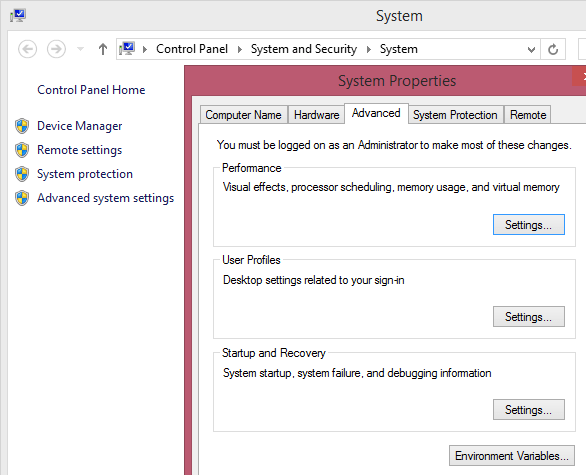 System
Control Panel System and Security System
Control Panel Home
Device Manager
Remote settings
System protection
Advanced system settings
System Properties
Computer Name Hardware Advanced System Protection Remote
You must be logged on as an Administrator to make most of these changes.
Performance
Visual effects, processor scheduling, memory usage, and virtual memory
Settings...
User Profiles
Desktop settings related to your sign-in
Settings...
Startup and Recovery
System startup, system failure, and debugging information
Settings...
Environment Variables...